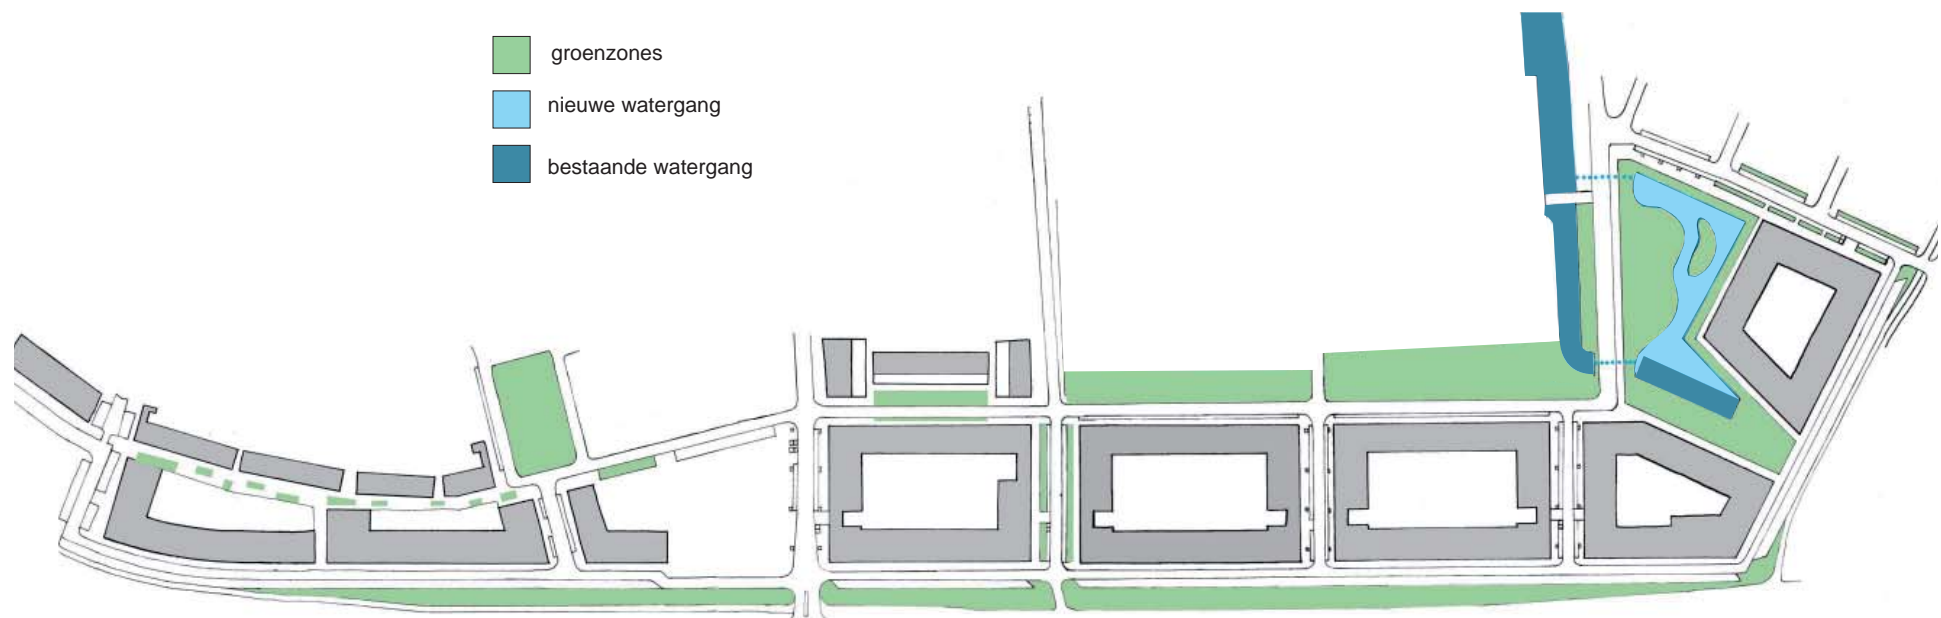 groenzones
nieuwe watergang
bestaande watergang